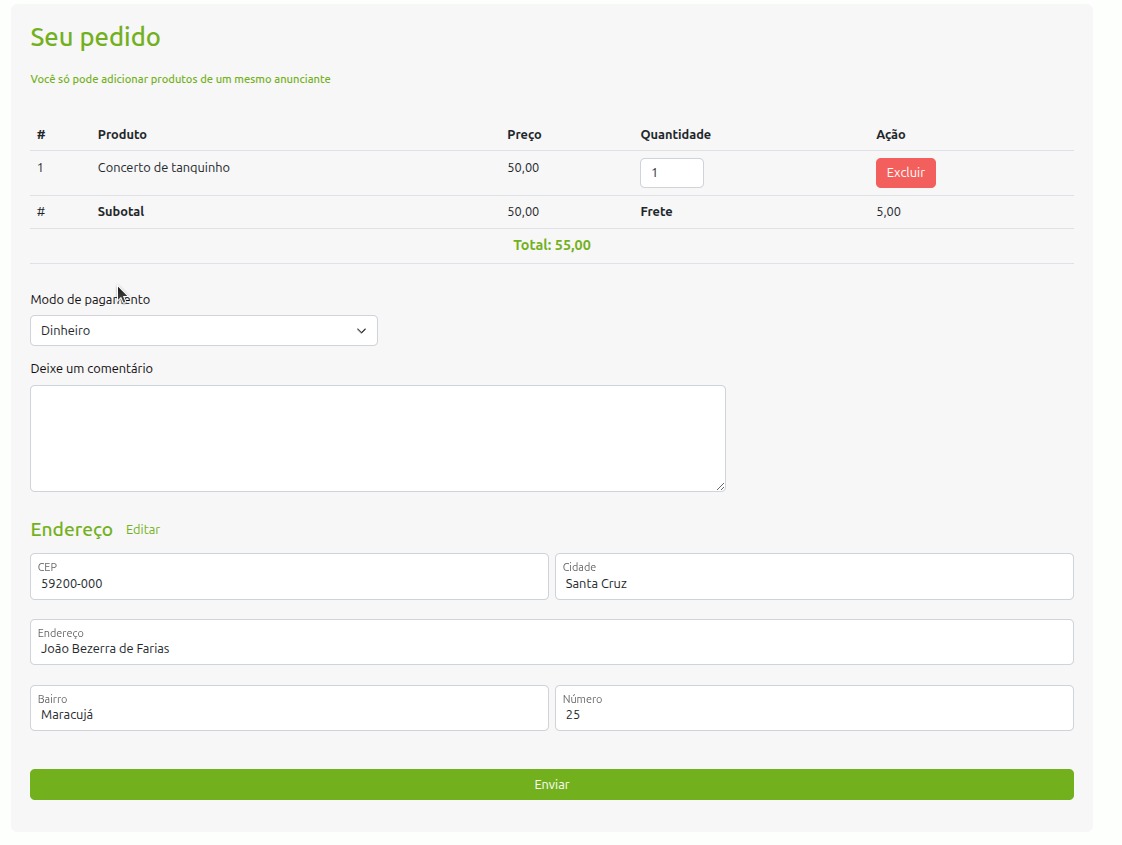 Seu pedido
Você só pode adicionar produtos de um mesmo anunciante
# Produto Preço Quantidade Ação
1 Concerto de tanquinho 50,00 1 Excluir
# Subotal 50,00 Frete 5,00
Total: 55,00
Modo de pagamento
Dinheiro
Deixe um comentário
Endereço Editar
CEP Cidade
59200-000 Santa Cruz
Endereço
João Bezerra de Farias
Bairro Número
Maracujá 25
Enviar